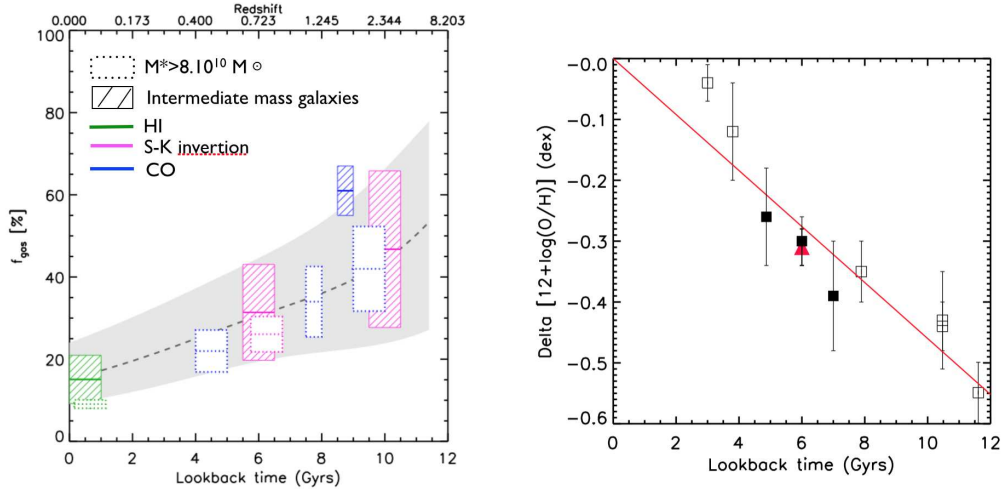 Redshift
0.000 0.173 0.400 0.723 1.245 2.344 8.203
100
80
60
40
20
0
f gas [%]
M*>8.10¹⁰ M ⊙
Intermediate mass galaxies
HI
S-K invertion
CO
0 2 4 6 8 10 12
Lookback time (Gyrs)
-0.0
-0.1
-0.2
-0.3
-0.4
-0.5
-0.6
Delta [12+log(O/H)] (dex)
0 2 4 6 8 10 12
Lookback time (Gyrs)